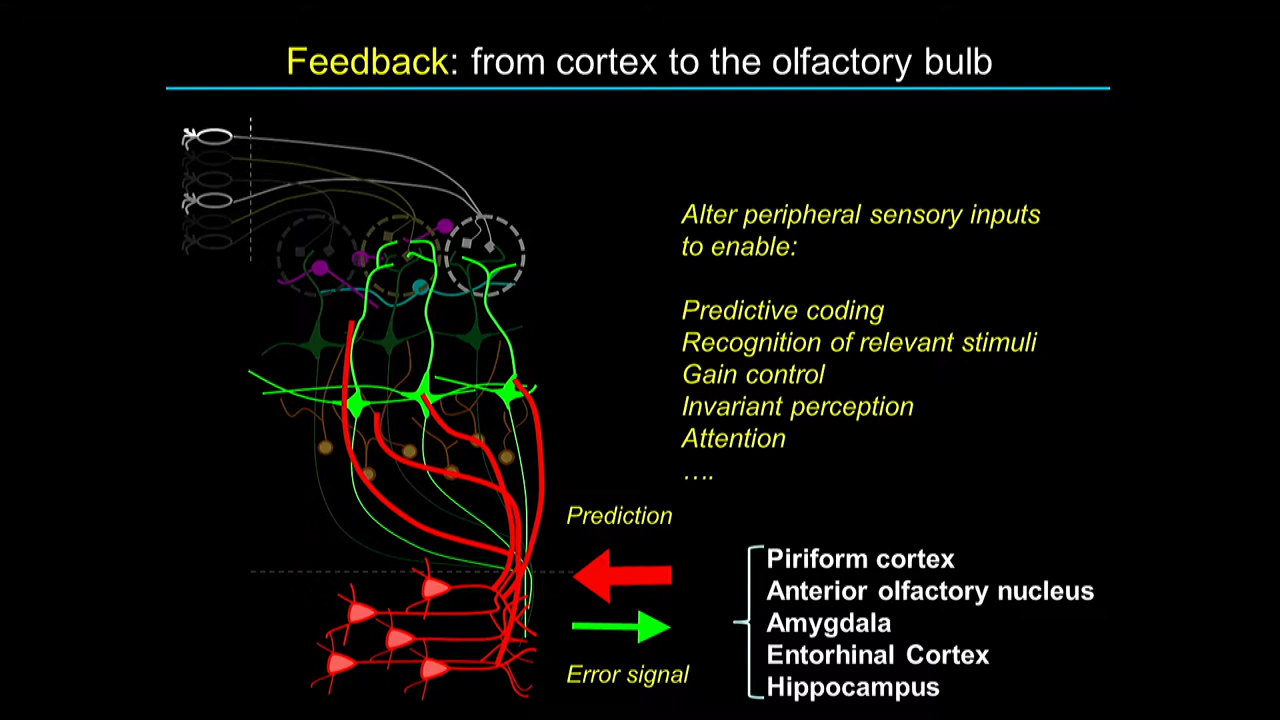 Feedback: from cortex to the olfactory bulb
Alter peripheral sensory inputs
to enable:
Predictive coding
Recognition of relevant stimuli
Gain control
Invariant perception
Attention
….
Prediction
Error signal
Piriform cortex
Anterior olfactory nucleus
Amygdala
Entorhinal Cortex
Hippocampus